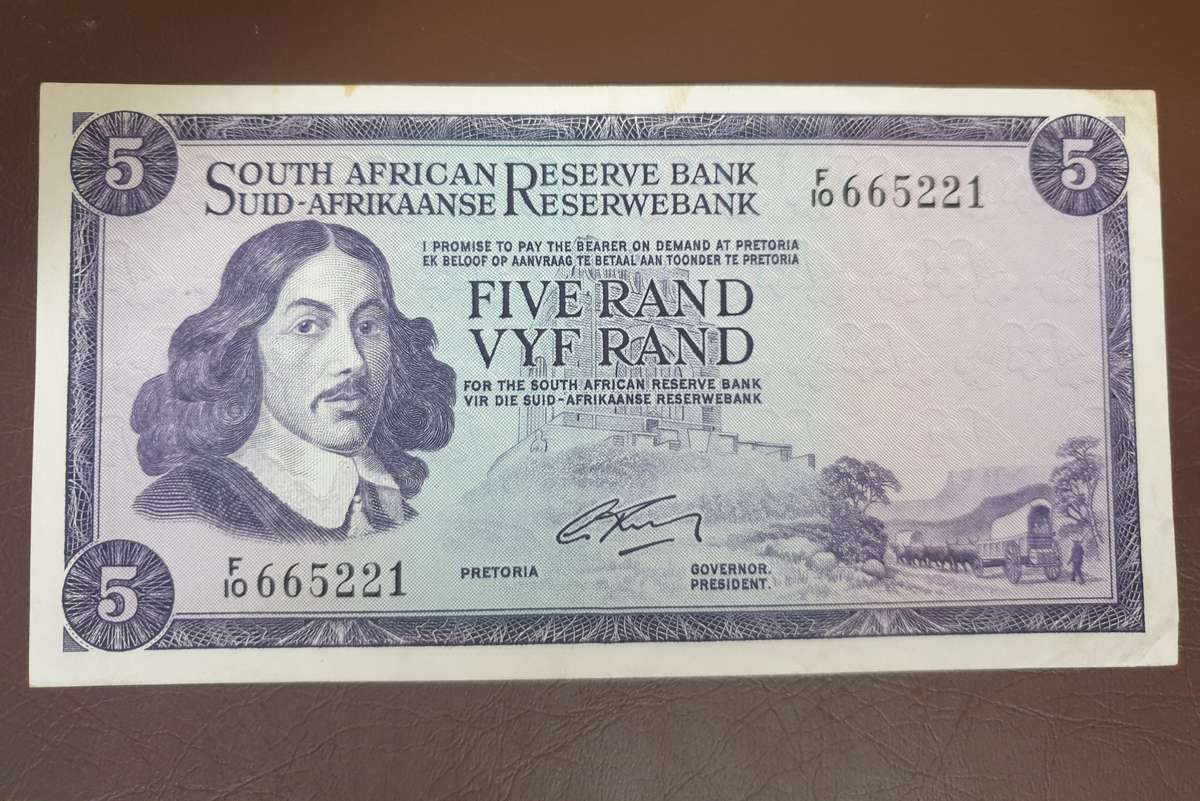 5
5
SOUTH AFRICAN RESERVE BANK
SUID-AFRIKAANSE RESERWEBANK
F/10 665221
I PROMISE TO PAY THE BEARER ON DEMAND AT PRETORIA
EK BELOOF OP AANVRAAG TE BETAAL AAN TOONDER TE PRETORIA
FIVE RAND
VYF RAND
FOR THE SOUTH AFRICAN RESERVE BANK
VIR DIE SUID-AFRIKAANSE RESERWEBANK
5
F/10 665221
PRETORIA
GOVERNOR.
PRESIDENT.